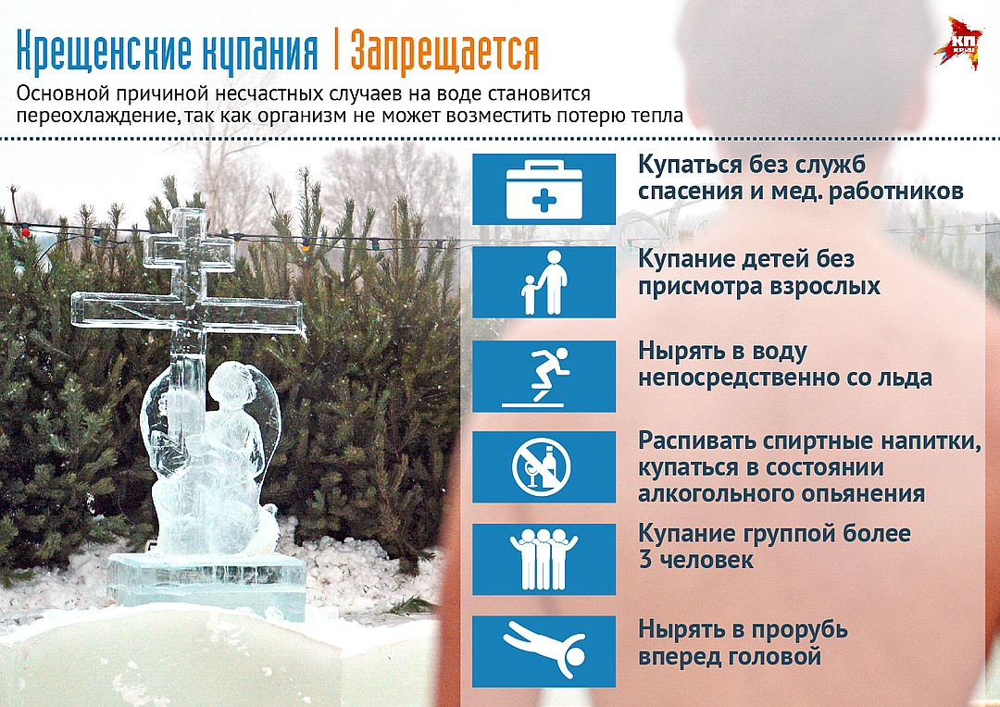 Крещенские купания | Запрещается
КП
Основной причиной несчастных случаев на воде становится
переохлаждение, так как организм не может возместить потерю тепла
Купаться без служб
спасения и мед. работников
Купание детей без
присмотра взрослых
Нырять в воду
непосредственно со льда
Распивать спиртные напитки,
купаться в состоянии
алкогольного опьянения
Купание группой более
3 человек
Нырять в прорубь
вперед головой